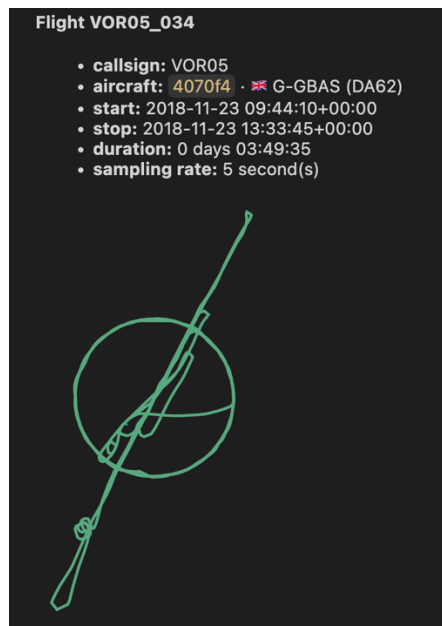 Flight VOR05_034
• callsign: VOR05
• aircraft: 4070f4 · 🇬🇧 G-GBAS (DA62)
• start: 2018-11-23 09:44:10+00:00
• stop: 2018-11-23 13:33:45+00:00
• duration: 0 days 03:49:35
• sampling rate: 5 second(s)